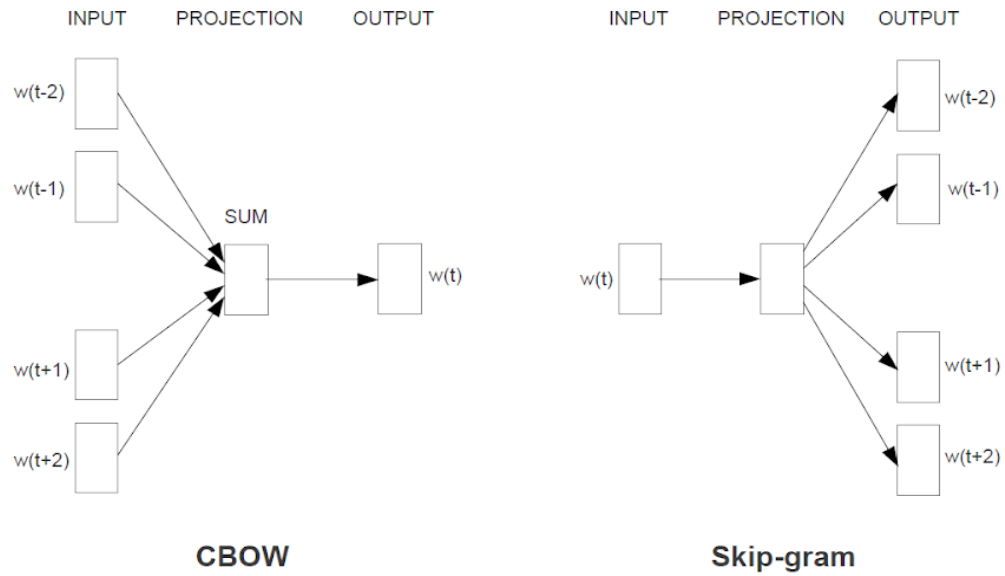 INPUT PROJECTION OUTPUT
w(t-2)
w(t-1)
SUM
w(t)
w(t+1)
w(t+2)
CBOW
INPUT PROJECTION OUTPUT
w(t-2)
w(t-1)
w(t)
w(t+1)
w(t+2)
Skip-gram